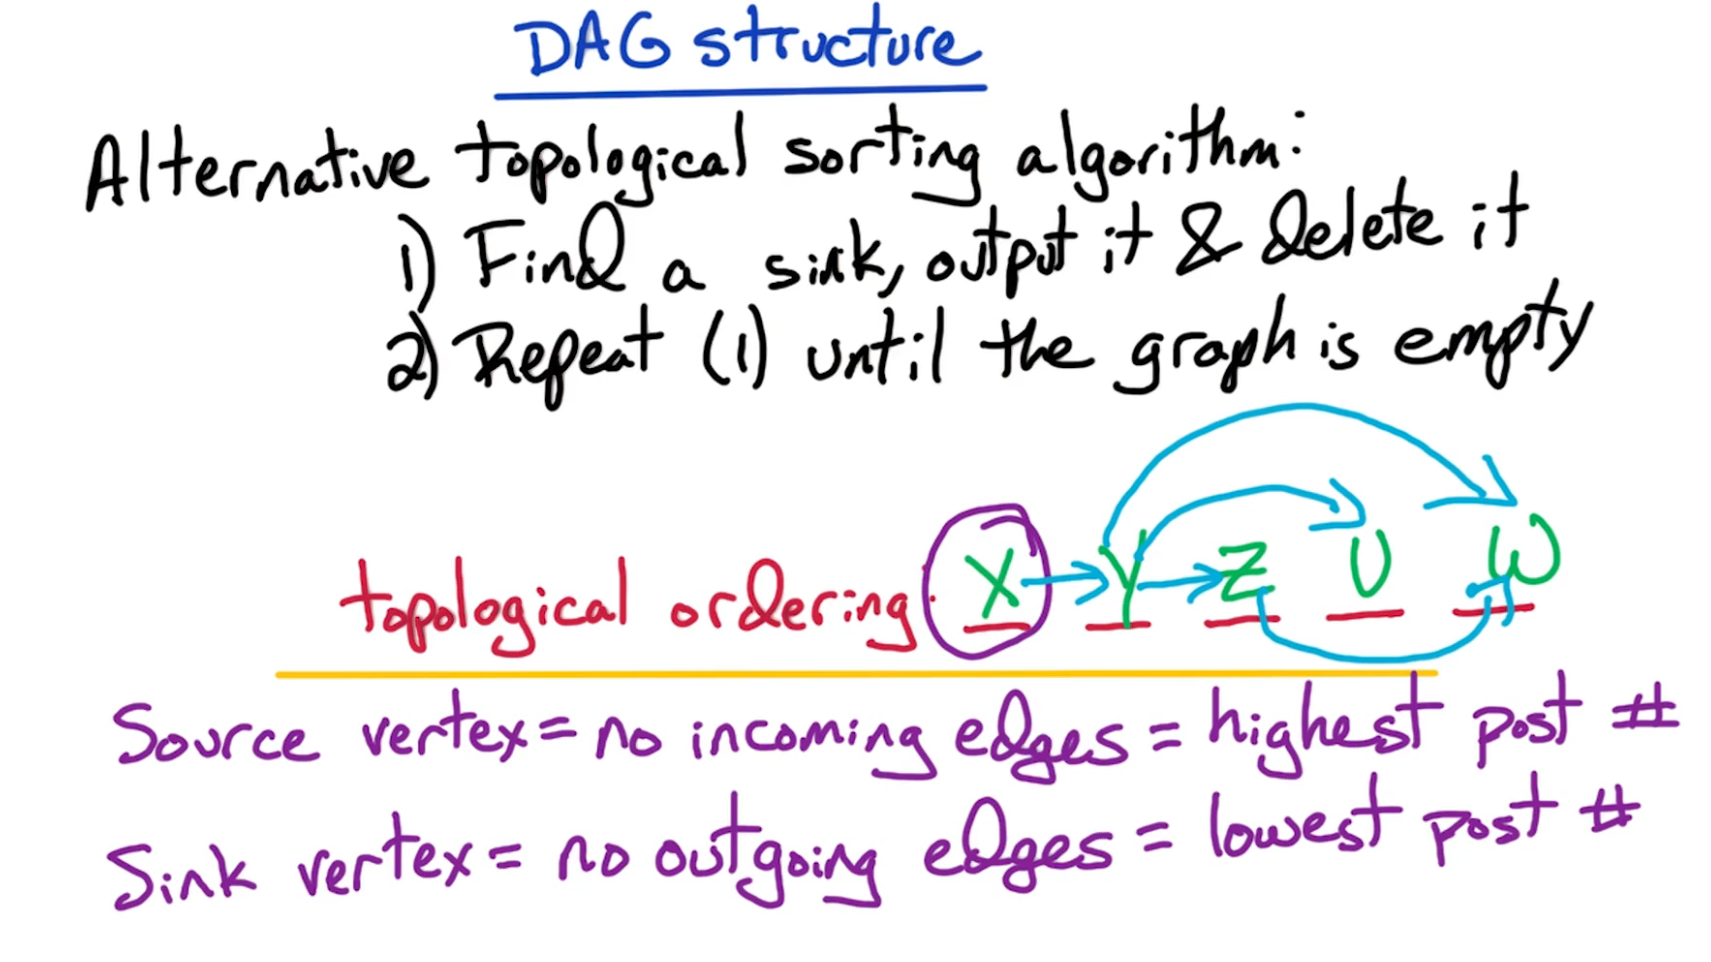 DAG structure
Alternative topological sorting algorithm:
1) Find a sink, output it & delete it
2) Repeat (1) until the graph is empty
topological ordering: X Y Z U W
Source vertex = no incoming edges = highest post #
Sink vertex = no outgoing edges = lowest post #